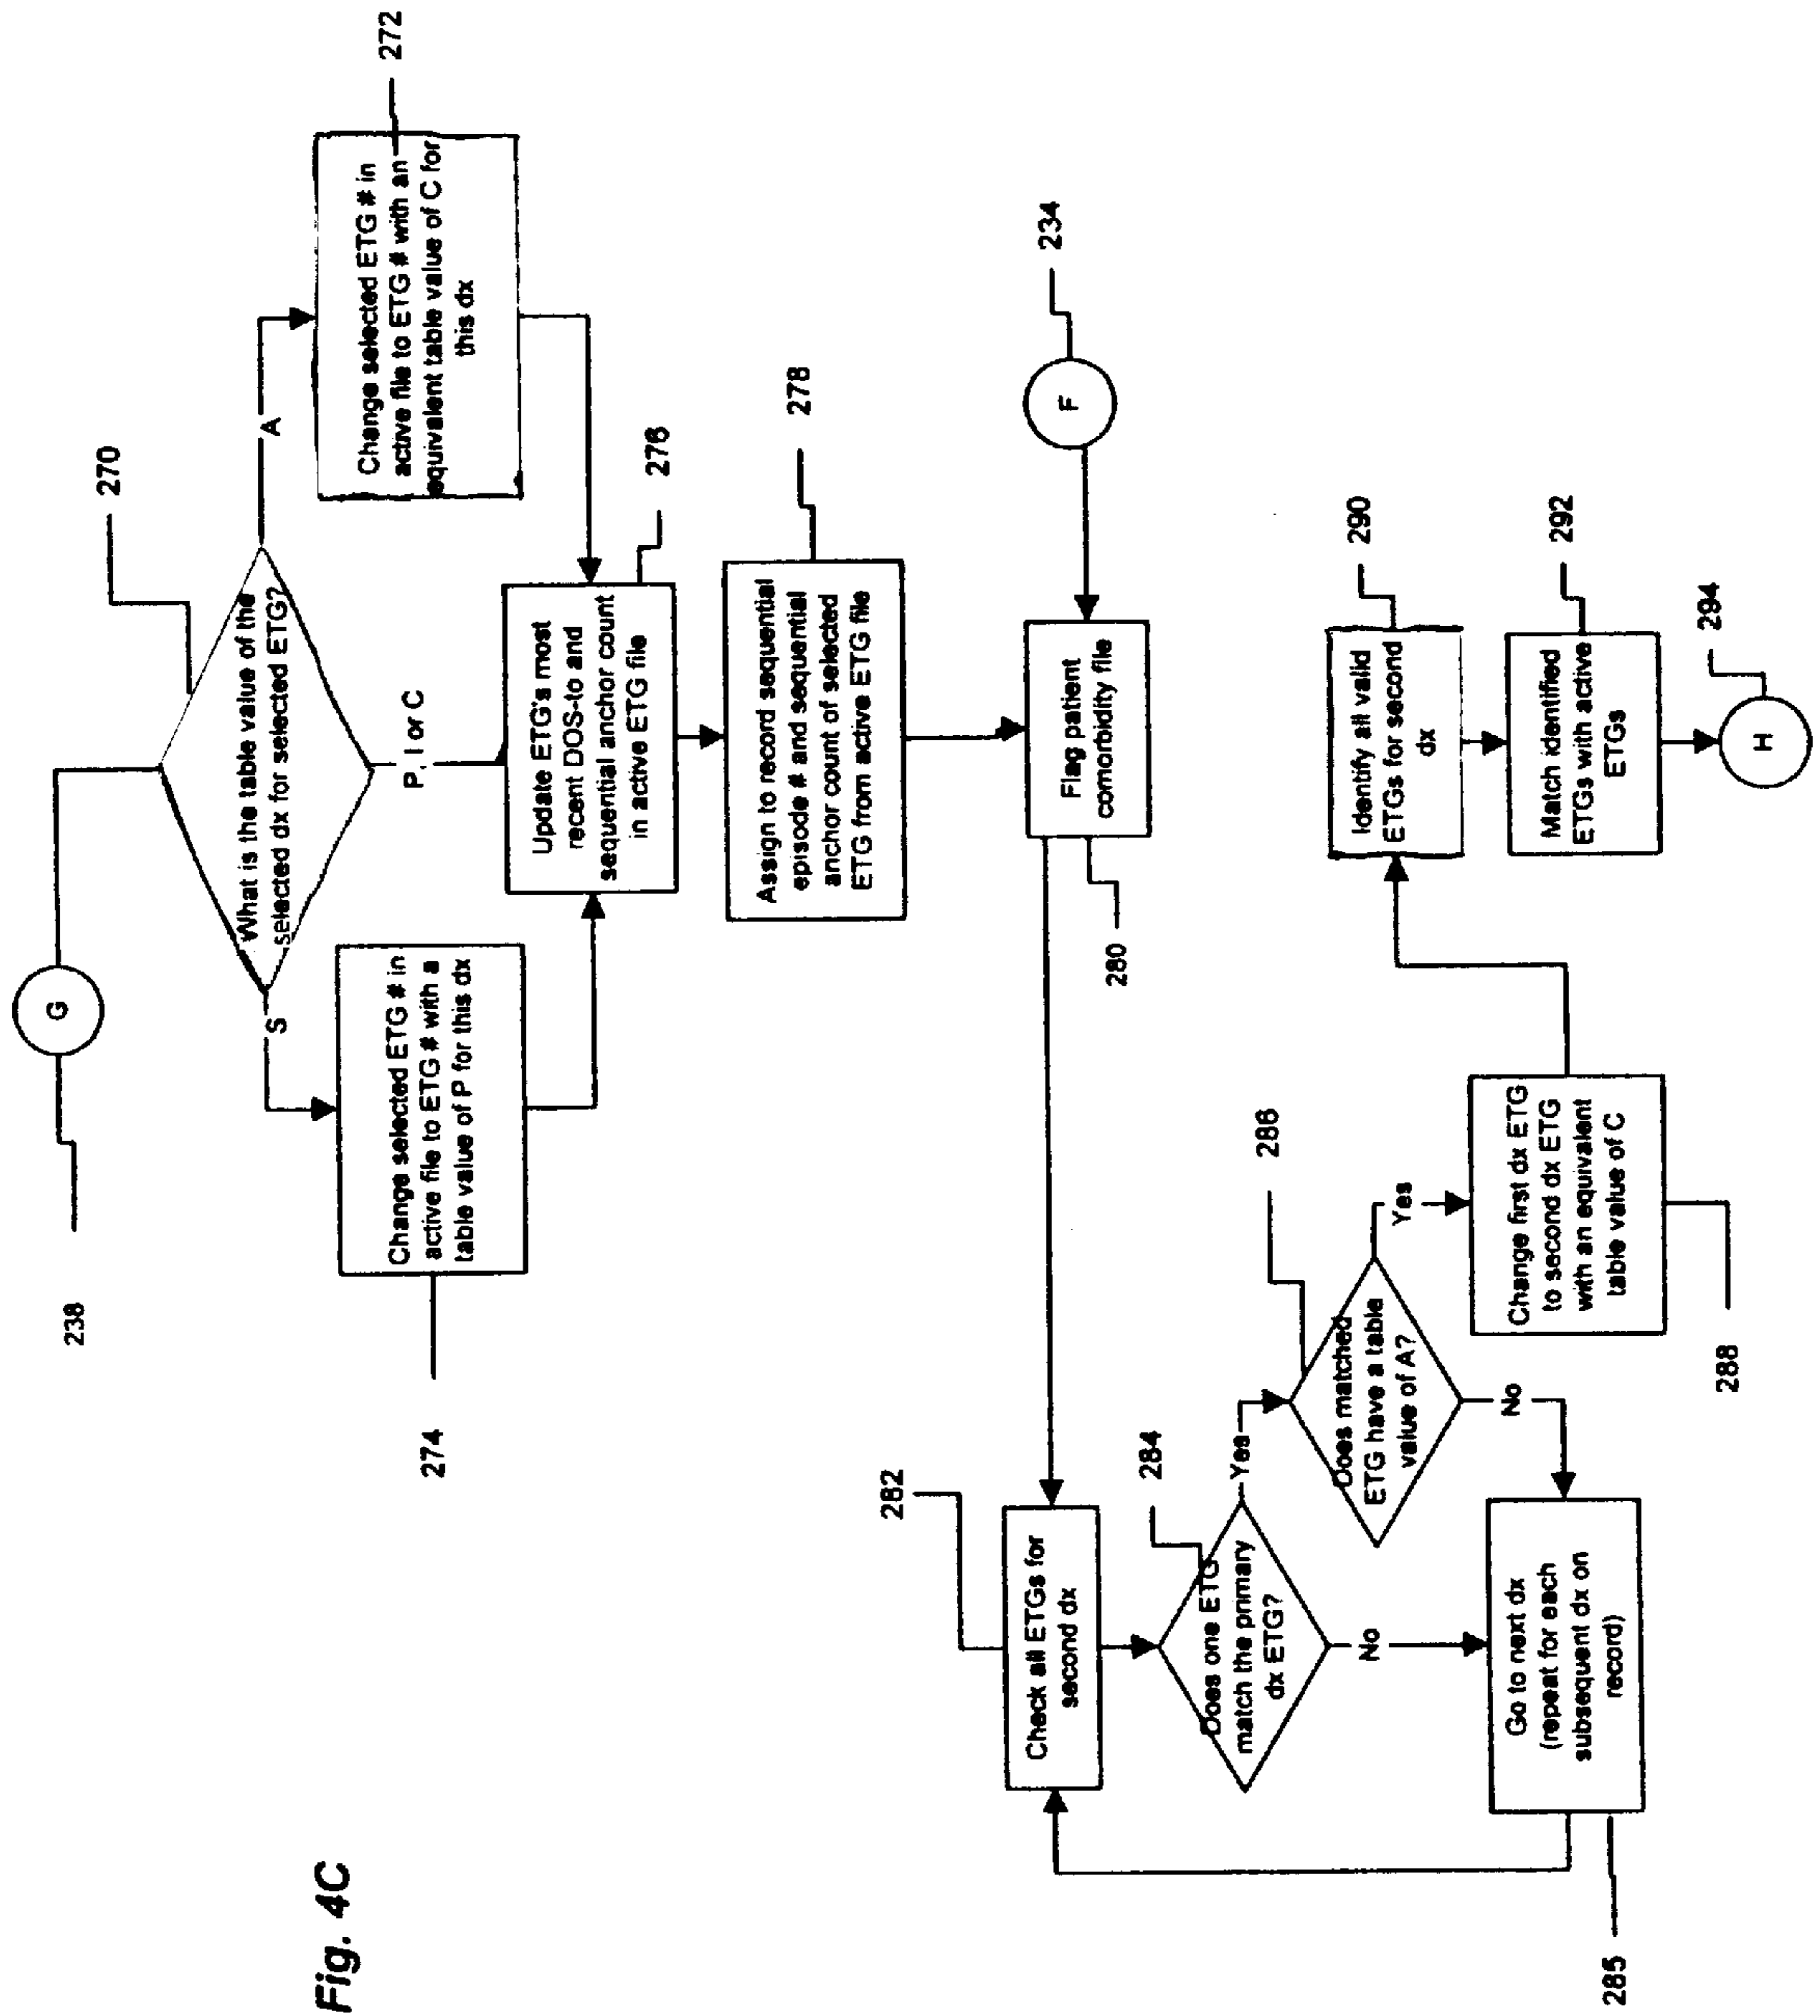 Fig. 4C
238
G
270
What is the table value of the
selected dx for selected ETG?
S
P, I or C
A
274
Change selected ETG # in
active file to ETG # with a
table value of P for this dx
272
Change selected ETG # in
active file to ETG # with an
equivalent table value of C for
this dx
276
Update ETG's most
recent DOS-to and
sequential anchor count
in active ETG file
278
Assign to record sequential
episode # and sequential
anchor count of selected
ETG from active ETG file
234
F
280
Flag patient
comorbidity file
282
Check all ETGs for
second dx
284
Does one ETG
match the primary
dx ETG?
Yes
No
285
Go to next dx
(repeat for each
subsequent dx on
record)
286
Does matched
ETG have a table
value of A?
Yes
No
288
Change first dx ETG
to second dx ETG
with an equivalent
table value of C
290
Identify all valid
ETGs for second
dx
292
Match identified
ETGs with active
ETGs
294
H